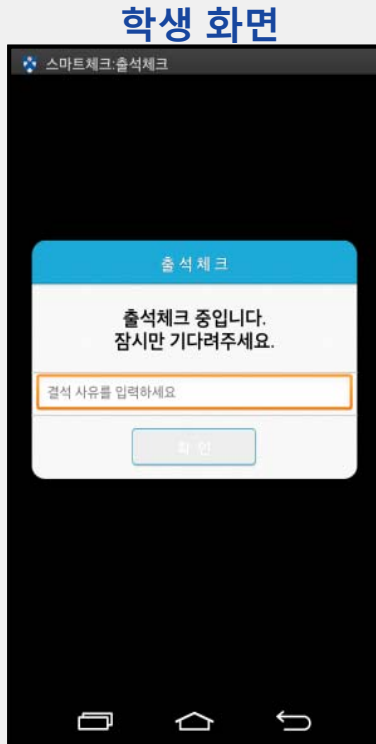 학생 화면
스마트체크:출석체크
출석체크
출석체크 중입니다.
잠시만 기다려주세요.
결석 사유를 입력하세요
확인